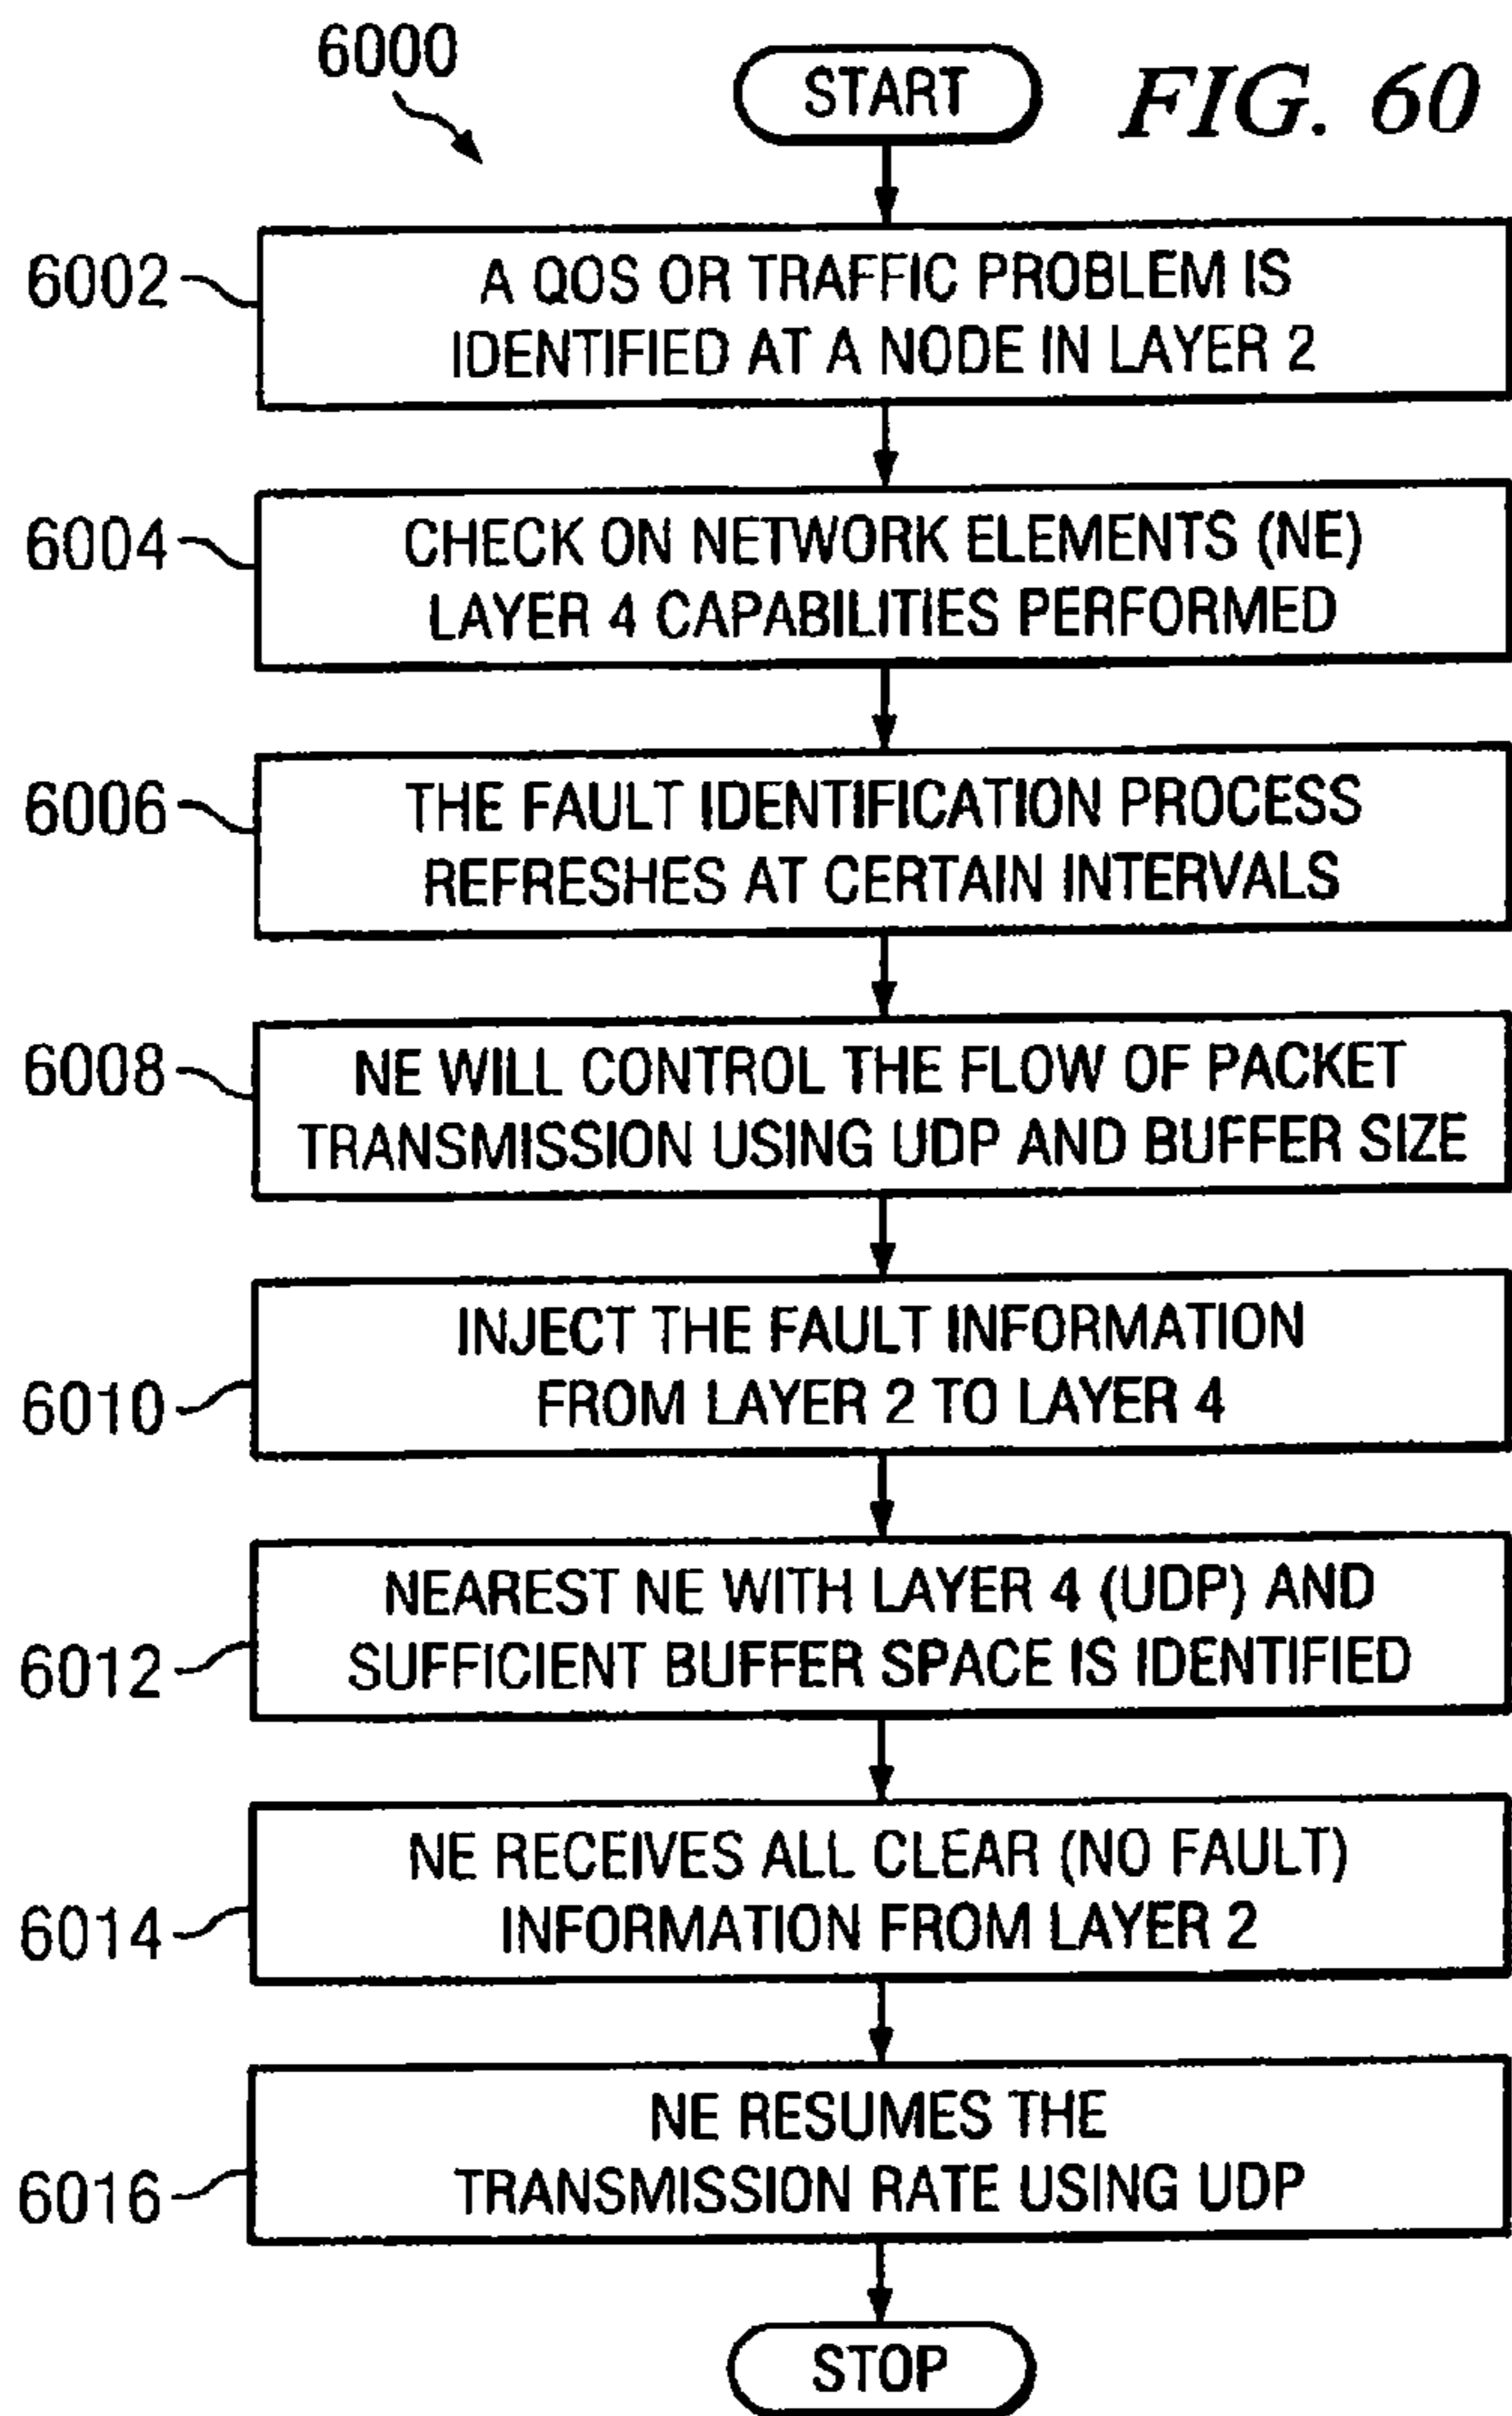 6000
START
FIG. 60
6002
A QOS OR TRAFFIC PROBLEM IS
IDENTIFIED AT A NODE IN LAYER 2
6004
CHECK ON NETWORK ELEMENTS (NE)
LAYER 4 CAPABILITIES PERFORMED
6006
THE FAULT IDENTIFICATION PROCESS
REFRESHES AT CERTAIN INTERVALS
6008
NE WILL CONTROL THE FLOW OF PACKET
TRANSMISSION USING UDP AND BUFFER SIZE
6010
INJECT THE FAULT INFORMATION
FROM LAYER 2 TO LAYER 4
6012
NEAREST NE WITH LAYER 4 (UDP) AND
SUFFICIENT BUFFER SPACE IS IDENTIFIED
6014
NE RECEIVES ALL CLEAR (NO FAULT)
INFORMATION FROM LAYER 2
6016
NE RESUMES THE
TRANSMISSION RATE USING UDP
STOP